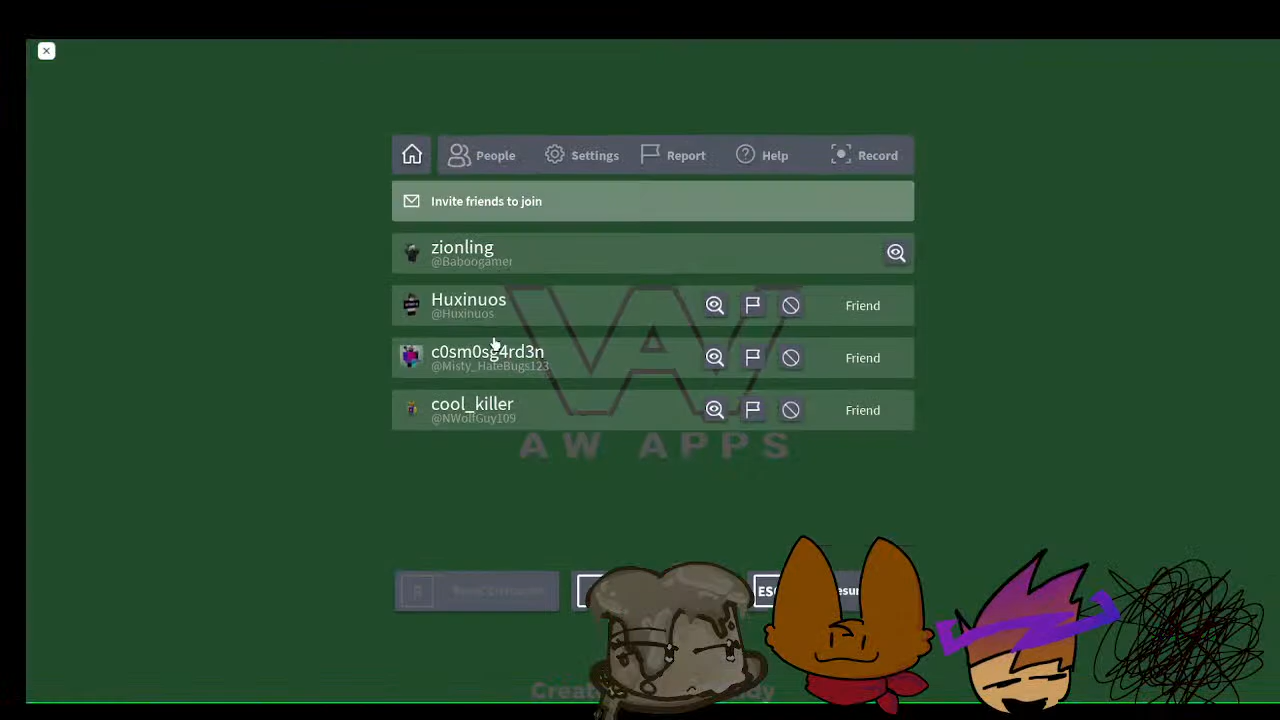 People Settings Report Help Record
Invite friends to join
zionling
@Baboogamer
Huxinuos
@Huxinuos
Friend
c0sm0sg4rd3n
@Misty_HateBugs123
Friend
cool_killer
@NWolfGuy109
Friend
AW APPS